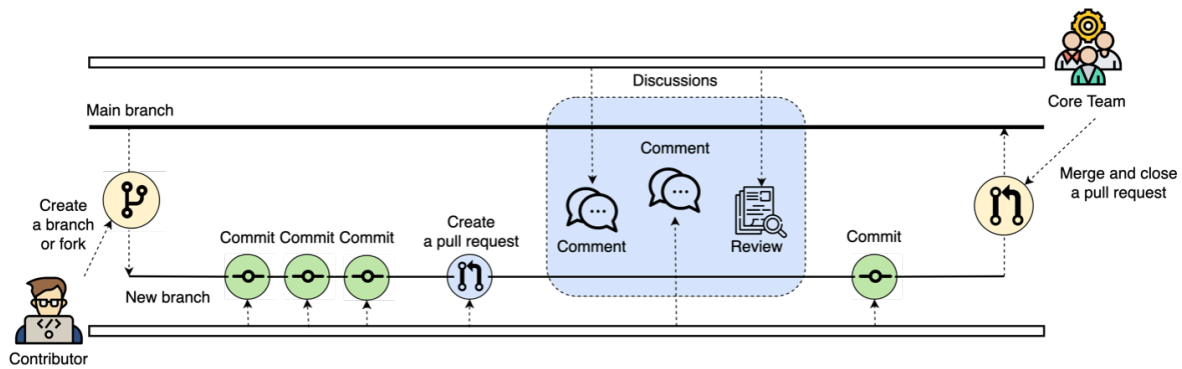 Discussions
Core Team
Main branch
Comment
Merge and close
a pull request
Create
a branch
or fork
Commit Commit Commit
Create
a pull request
Comment
Review
Commit
New branch
Contributor